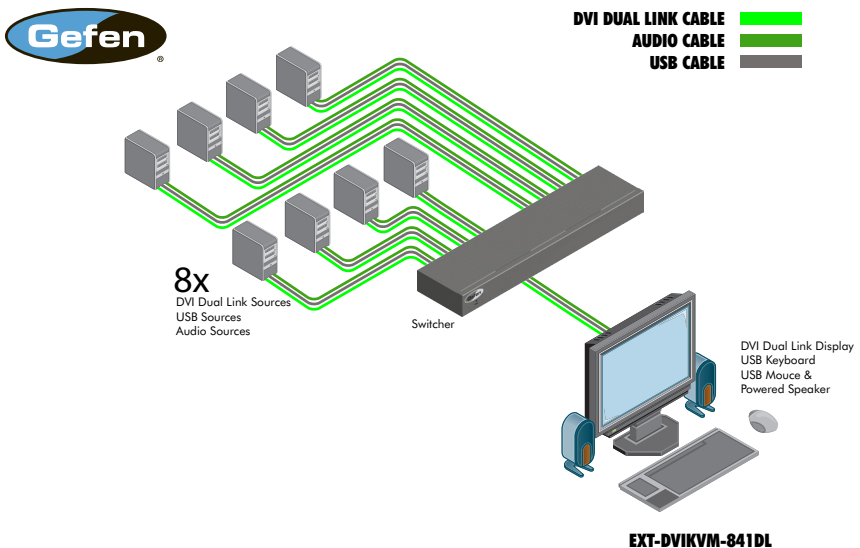 Gefen
®
DVI DUAL LINK CABLE
AUDIO CABLE
USB CABLE
8x
DVI Dual Link Sources
USB Sources
Audio Sources
Switcher
DVI Dual Link Display
USB Keyboard
USB Mouce &
Powered Speaker
EXT-DVIKVM-841DL